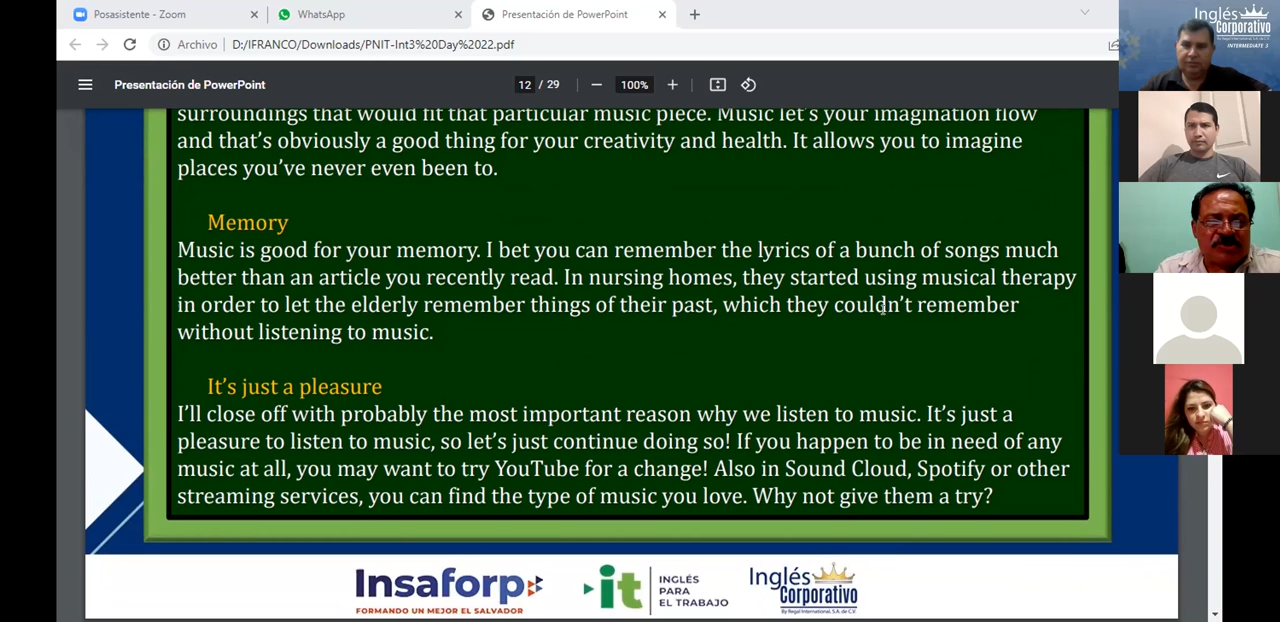 Posasistente - Zoom
WhatsApp
Presentación de PowerPoint
Archivo
D:/IFRANCO/Downloads/PNIT-Int3%20Day%2022.pdf
Presentación de PowerPoint
12 / 29
100%
surroundings that would fit that particular music piece. Music let's your imagination flow
and that's obviously a good thing for your creativity and health. It allows you to imagine
places you've never even been to.
Memory
Music is good for your memory. I bet you can remember the lyrics of a bunch of songs much
better than an article you recently read. In nursing homes, they started using musical therapy
in order to let the elderly remember things of their past, which they couldn't remember
without listening to music.
It's just a pleasure
I'll close off with probably the most important reason why we listen to music. It's just a
pleasure to listen to music, so let's just continue doing so! If you happen to be in need of any
music at all, you may want to try YouTube for a change! Also in Sound Cloud, Spotify or other
streaming services, you can find the type of music you love. Why not give them a try?
Insaforp
FORMANDO UN MEJOR EL SALVADOR
it
INGLÉS
PARA
EL TRABAJO
Inglés
Corporativo
By Regal International, S.A. de C.V.
Inglés
Corporativo
By Regal International, S.A. de C.V.
INTERMEDIATE 3